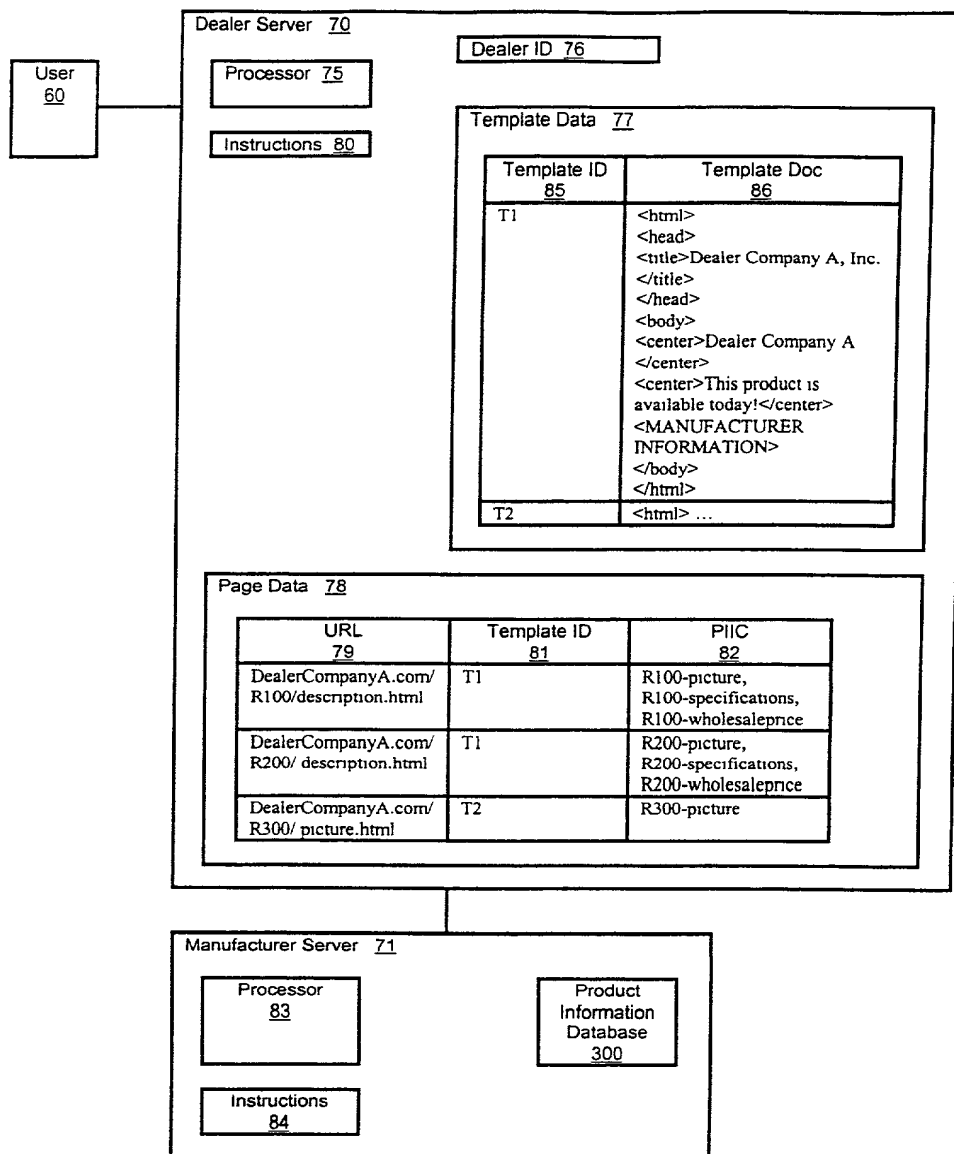 Dealer Server 70
Dealer ID 76
User
60
Processor 75
Instructions 80
Template Data 77
Template ID
85
Template Doc
86
T1
<html>
<head>
<title>Dealer Company A, Inc.
</title>
</head>
<body>
<center>Dealer Company A
</center>
<center>This product is
available today!</center>
<MANUFACTURER
INFORMATION>
</body>
</html>
T2
<html> ...
Page Data 78
URL
79
Template ID
81
PIIC
82
DealerCompanyA.com/
R100/description.html
T1
R100-picture,
R100-specifications,
R100-wholesaleprice
DealerCompanyA.com/
R200/ description.html
T1
R200-picture,
R200-specifications,
R200-wholesaleprice
DealerCompanyA.com/
R300/ picture.html
T2
R300-picture
Manufacturer Server 71
Processor
83
Product
Information
Database
300
Instructions
84